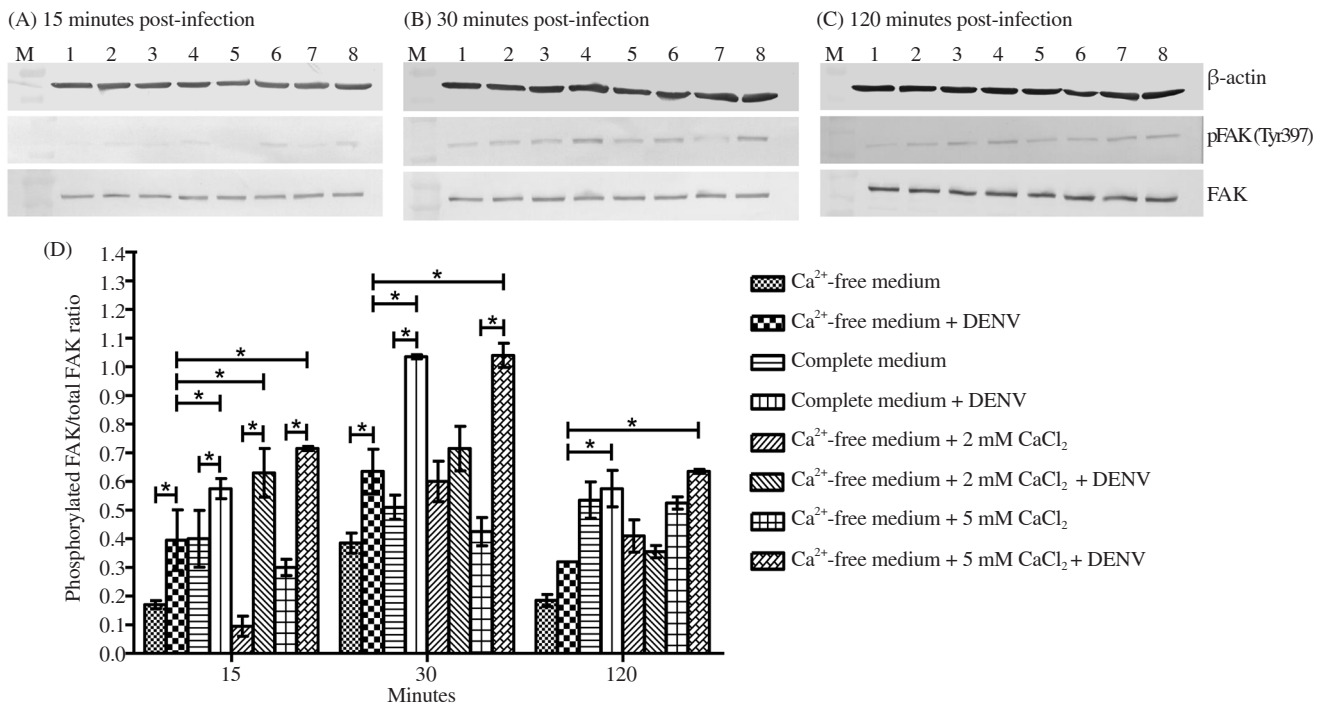 (A) 15 minutes post-infection
M 1 2 3 4 5 6 7 8
(B) 30 minutes post-infection
M 1 2 3 4 5 6 7 8
(C) 120 minutes post-infection
M 1 2 3 4 5 6 7 8
β-actin
pFAK (Tyr397)
FAK
(D)
Phosphorylated FAK/total FAK ratio
1.4
1.3
1.2
1.1
1.0
0.9
0.8
0.7
0.6
0.5
0.4
0.3
0.2
0.1
0.0
* * * * * * *
* * * * *
* *
15 30 120
Minutes
Ca²⁺-free medium
Ca²⁺-free medium + DENV
Complete medium
Complete medium + DENV
Ca²⁺-free medium + 2 mM CaCl₂
Ca²⁺-free medium + 2 mM CaCl₂ + DENV
Ca²⁺-free medium + 5 mM CaCl₂
Ca²⁺-free medium + 5 mM CaCl₂ + DENV